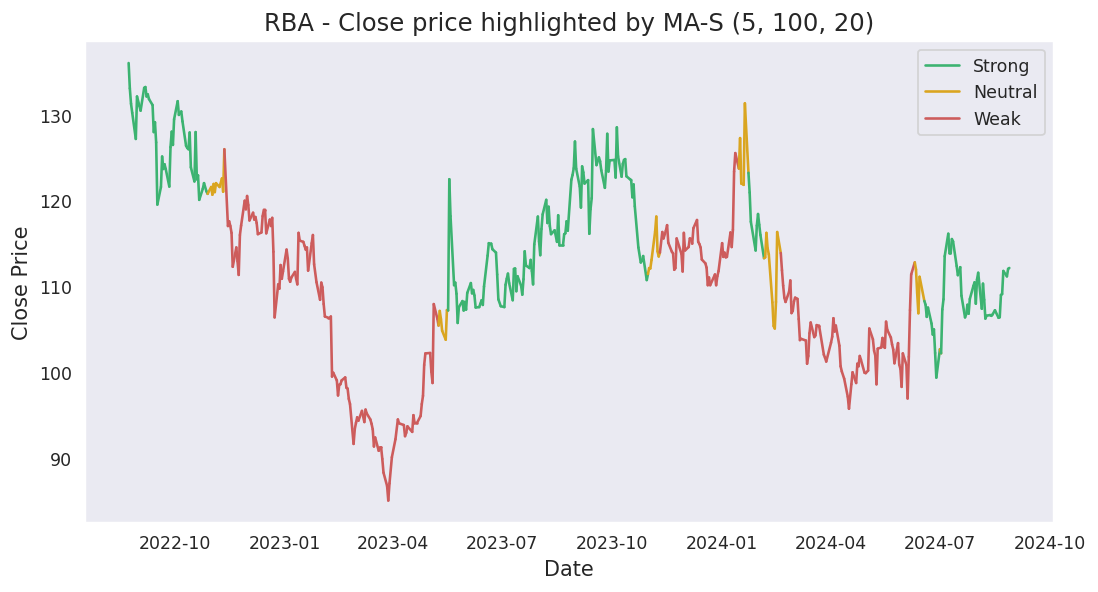 RBA - Close price highlighted by MA-S (5, 100, 20)
Strong
Neutral
Weak
Close Price
130
120
110
100
90
2022-10 2023-01 2023-04 2023-07 2023-10 2024-01 2024-04 2024-07 2024-10
Date